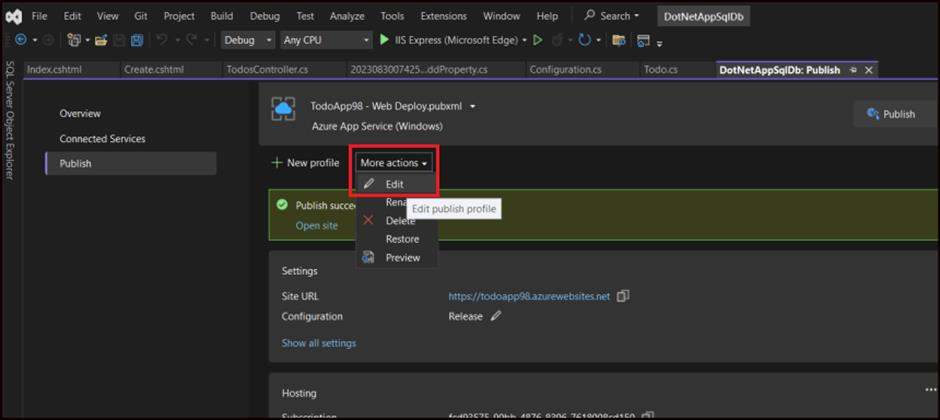 File Edit View Git Project Build Debug Test Analyze Tools Extensions Window Help Search DotNetAppSqlDb
Debug Any CPU IIS Express (Microsoft Edge)
SQL Server Object Explorer
Index.cshtml Create.cshtml TodosController.cs 2023083007425...ddProperty.cs Configuration.cs Todo.cs DotNetAppSqlDb: Publish
Overview
Connected Services
Publish
TodoApp98 - Web Deploy.pubxml
Azure App Service (Windows)
Publish
New profile More actions
Edit
Rena
Edit publish profile
Delete
Restore
Preview
Publish succe
Open site
Settings
Site URL https://todoapp98.azurewebsites.net
Configuration Release
Show all settings
Hosting
Subscription